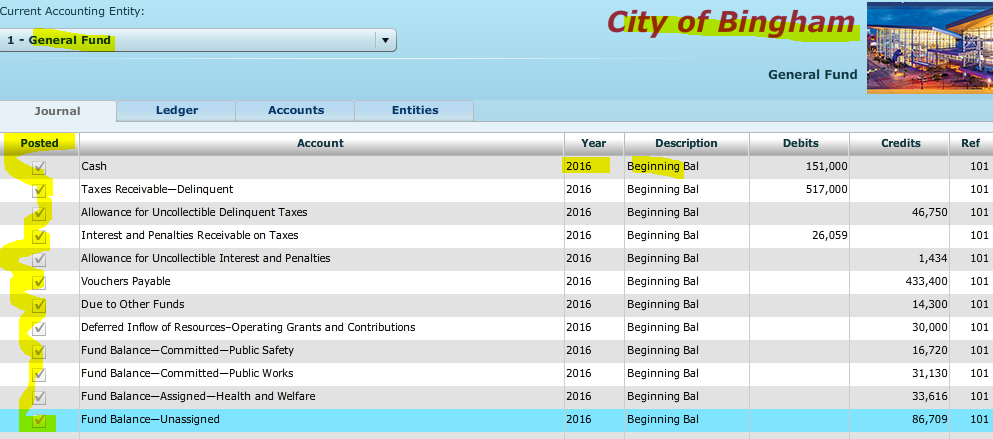 Current Accounting Entity:
City of Bingham
1 - General Fund
General Fund
Journal Ledger Accounts Entities
Posted Account Year Description Debits Credits Ref
Cash 2016 Beginning Bal 151,000 101
Taxes Receivable—Delinquent 2016 Beginning Bal 517,000 101
Allowance for Uncollectible Delinquent Taxes 2016 Beginning Bal 46,750 101
Interest and Penalties Receivable on Taxes 2016 Beginning Bal 26,059 101
Allowance for Uncollectible Interest and Penalties 2016 Beginning Bal 1,434 101
Vouchers Payable 2016 Beginning Bal 433,400 101
Due to Other Funds 2016 Beginning Bal 14,300 101
Deferred Inflow of Resources–Operating Grants and Contributions 2016 Beginning Bal 30,000 101
Fund Balance—Committed—Public Safety 2016 Beginning Bal 16,720 101
Fund Balance—Committed—Public Works 2016 Beginning Bal 31,130 101
Fund Balance—Assigned—Health and Welfare 2016 Beginning Bal 33,616 101
Fund Balance—Unassigned 2016 Beginning Bal 86,709 101